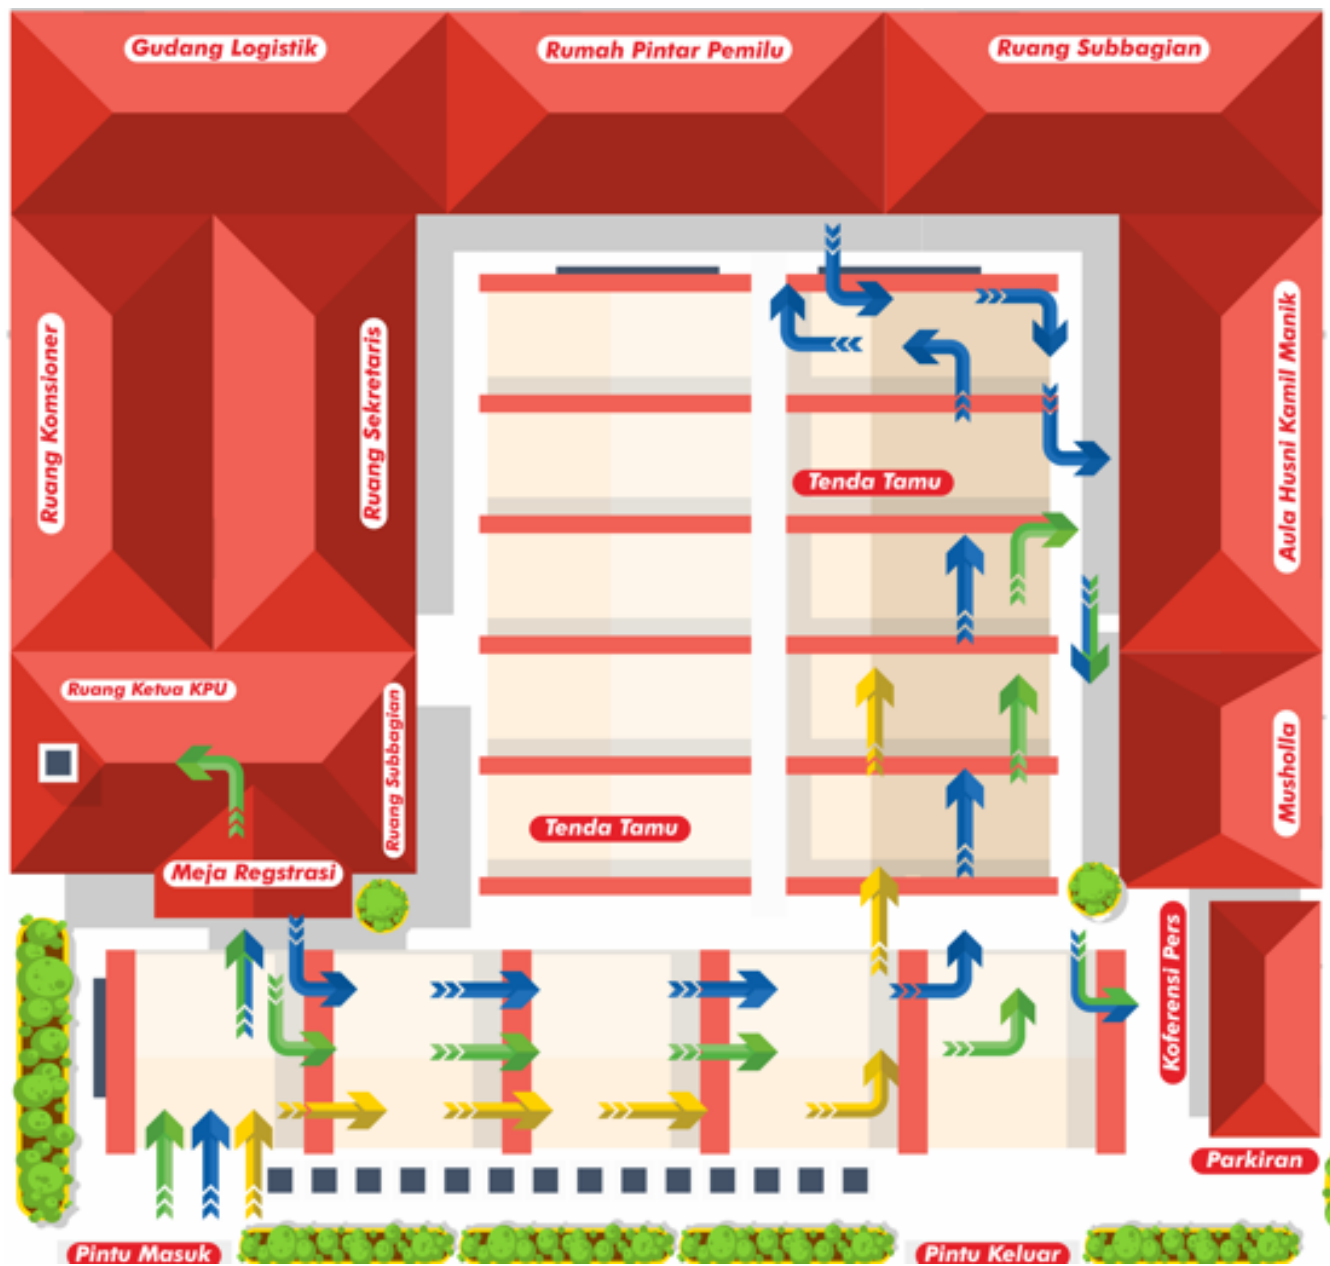 Gudang Logistik
Rumah Pintar Pemilu
Ruang Subbagian
Ruang Komsioner
Ruang Sekretaris
Aula Husni Kamil Manik
Tenda Tamu
Ruang Ketua KPU
Ruang Subbagian
Musholla
Tenda Tamu
Meja Regstrasi
Koferensi Pers
Parkiran
Pintu Masuk
Pintu Keluar